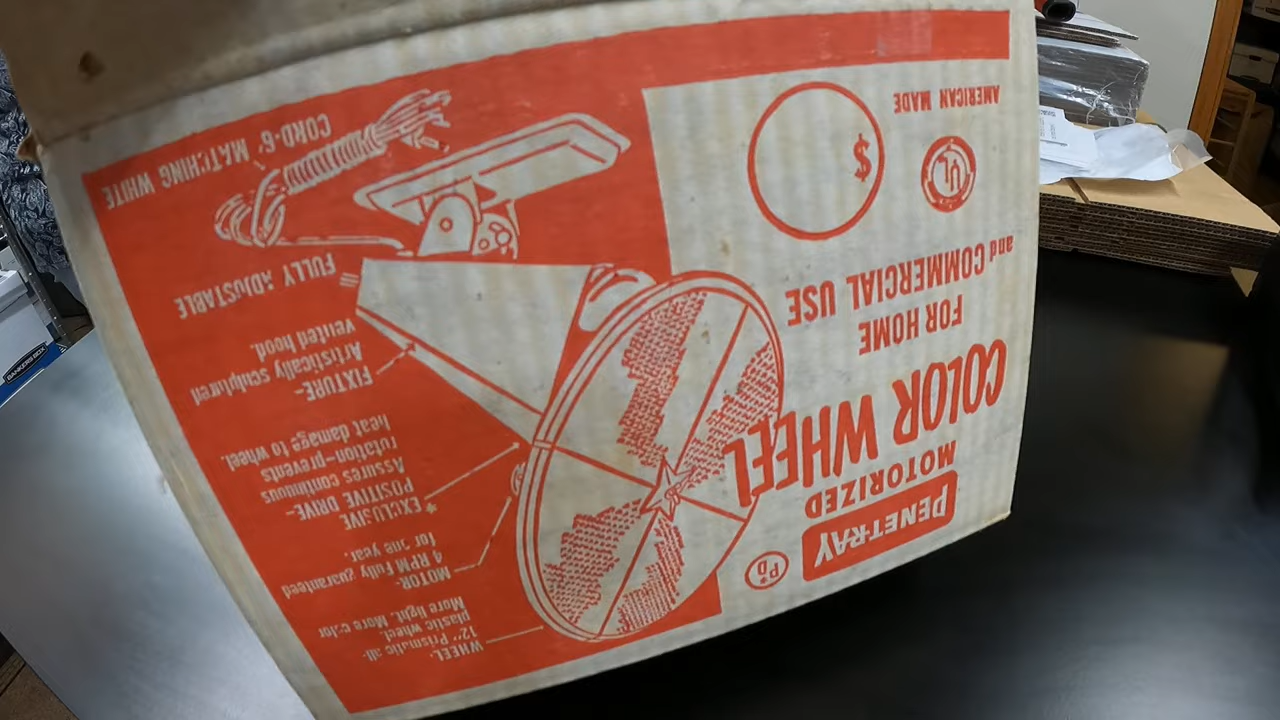 PENETRAY
P*D
MOTORIZED
COLOR WHEEL
FOR HOME
and COMMERCIAL USE
UL
AMERICAN MADE
$
WHEEL-
12" Prismatic all-
plastic wheel.
More light, More color
MOTOR-
4 RPM Fully guaranteed
for one year.
*EXCLUSIVE
POSITIVE DRIVE-
Assures continuous
rotation-prevents
heat damage to wheel.
FIXTURE-
Artistically sculptured
vented hood.
FULLY ADJUSTABLE
CORD-6' MATCHING WHITE
BANKERS BOX